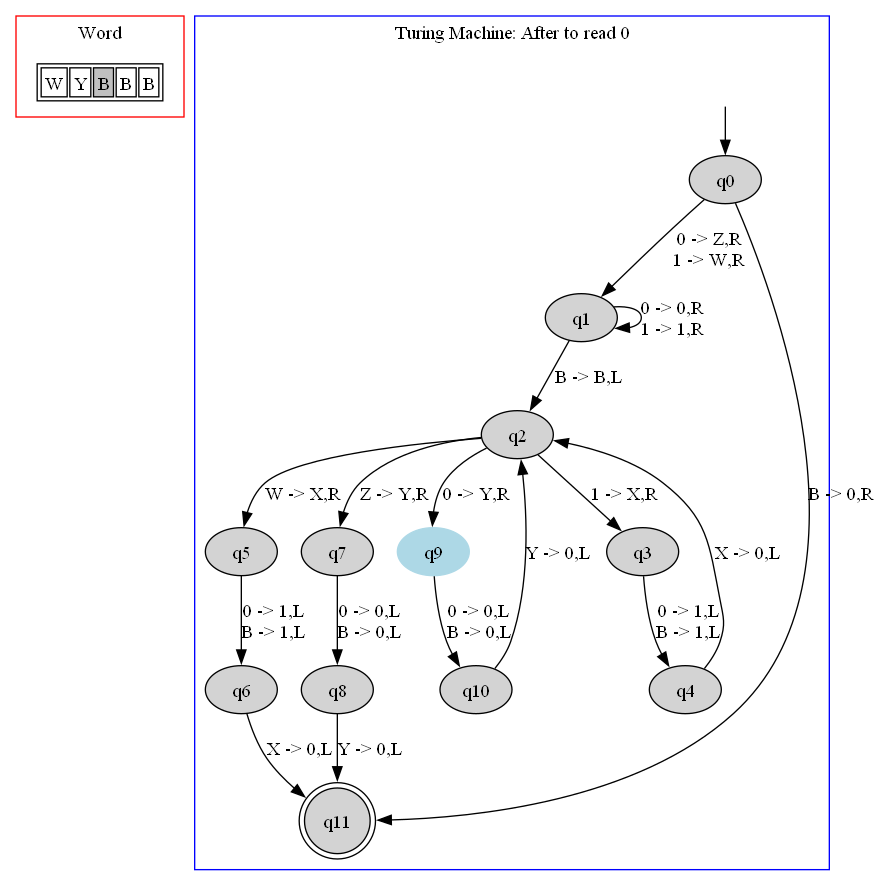 Word
W Y B B B
Turing Machine: After to read 0
q0
0 -> Z,R
1 -> W,R
q1
0 -> 0,R
1 -> 1,R
B -> B,L
q2
W -> X,R
Z -> Y,R
0 -> Y,R
1 -> X,R
B -> 0,R
q5
q7
q9
q3
Y -> 0,L
X -> 0,L
0 -> 1,L
B -> 1,L
0 -> 0,L
B -> 0,L
0 -> 0,L
B -> 0,L
0 -> 1,L
B -> 1,L
q6
q8
q10
q4
X -> 0,L
Y -> 0,L
q11